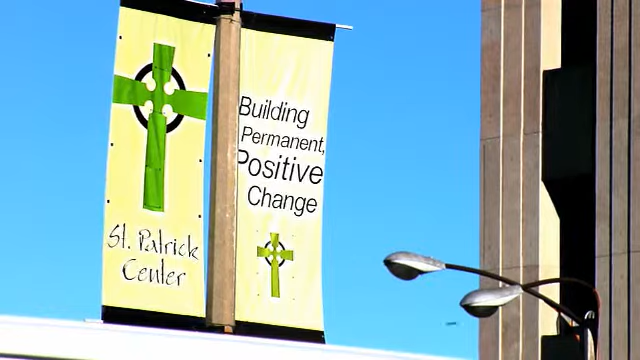 St. Patrick
Center
Building
Permanent,
Positive
Change